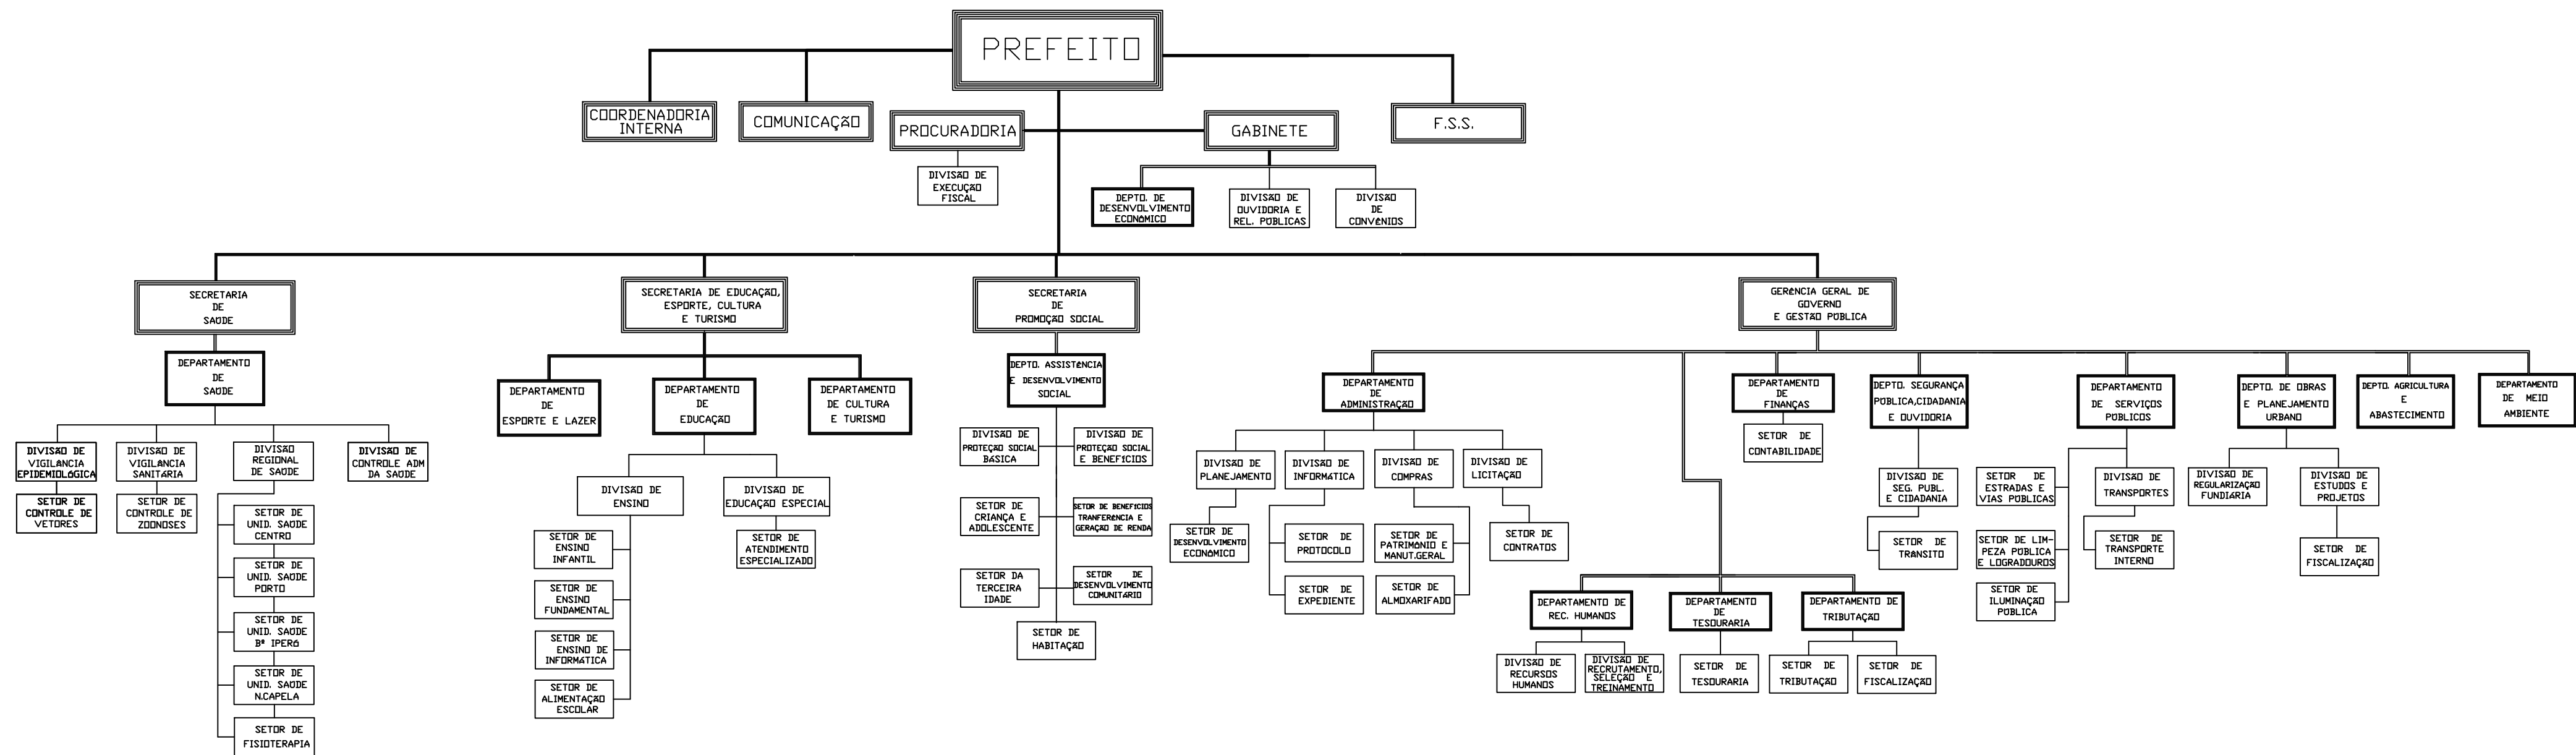 PREFEITO
COORDENADORIA
INTERNA
COMUNICAÇÃO
PROCURADORIA
GABINETE
F.S.S.
DIVISÃO DE
EXECUÇÃO
FISCAL
DEPTO. DE
DESENVOLVIMENTO
ECONÔMICO
DIVISÃO DE
OUVIDORIA E
REL. PÚBLICAS
DIVISÃO
DE
CONVÊNIOS
SECRETARIA
DE
SAÚDE
SECRETARIA DE EDUCAÇÃO,
ESPORTE, CULTURA
E TURISMO
SECRETARIA
DE
PROMOÇÃO SOCIAL
GERÊNCIA GERAL DE
GOVERNO
E GESTÃO PÚBLICA
DEPARTAMENTO
DE
SAÚDE
DIVISÃO DE
VIGILÂNCIA
EPIDEMIOLÓGICA
DIVISÃO DE
VIGILÂNCIA
SANITÁRIA
DIVISÃO
REGIONAL
DE SAÚDE
DIVISÃO DE
CONTROLE ADM
DA SAÚDE
SETOR DE
CONTROLE DE
VETORES
SETOR DE
CONTROLE DE
ZOONOSES
SETOR DE
UNID. SAÚDE
CENTRO
SETOR DE
UNID. SAÚDE
PORTO
SETOR DE
UNID. SAÚDE
Bº IPERÓ
SETOR DE
UNID. SAÚDE
N.CAPELA
SETOR DE
FISIOTERAPIA
DEPARTAMENTO
DE
ESPORTE E LAZER
DEPARTAMENTO
DE
EDUCAÇÃO
DEPARTAMENTO
DE CULTURA
E TURISMO
DIVISÃO DE
ENSINO
DIVISÃO DE
EDUCAÇÃO ESPECIAL
SETOR DE
ENSINO
INFANTIL
SETOR DE
ENSINO
FUNDAMENTAL
SETOR DE
ENSINO DE
INFORMÁTICA
SETOR DE
ALIMENTAÇÃO
ESCOLAR
SETOR DE
ATENDIMENTO
ESPECIALIZADO
DEPTO. ASSISTÊNCIA
E DESENVOLVIMENTO
SOCIAL
DIVISÃO DE
PROTEÇÃO SOCIAL
BÁSICA
DIVISÃO DE
PROTEÇÃO SOCIAL
E BENEFÍCIOS
SETOR DE
CRIANÇA E
ADOLESCENTE
SETOR DE BENEFÍCIOS
TRANFERÊNCIA E
GERAÇÃO DE RENDA
SETOR DA
TERCEIRA
IDADE
SETOR DE
DESENVOLVIMENTO
COMUNITÁRIO
SETOR DE
HABITAÇÃO
DEPARTAMENTO
DE
ADMINISTRAÇÃO
DIVISÃO DE
PLANEJAMENTO
DIVISÃO DE
INFORMÁTICA
DIVISÃO DE
COMPRAS
DIVISÃO DE
LICITAÇÃO
SETOR DE
DESENVOLVIMENTO
ECONÔMICO
SETOR DE
PROTOCOLO
SETOR DE
EXPEDIENTE
SETOR DE
PATRIMÔNIO E
MANUT.GERAL
SETOR DE
ALMOXARIFADO
SETOR DE
CONTRATOS
DEPARTAMENTO DE
REC. HUMANOS
DEPARTAMENTO
DE
TESOURARIA
DEPARTAMENTO DE
TRIBUTAÇÃO
DIVISÃO DE
RECURSOS
HUMANOS
DIVISÃO DE
RECRUTAMENTO,
SELEÇÃO E
TREINAMENTO
SETOR DE
TESOURARIA
SETOR DE
TRIBUTAÇÃO
SETOR DE
FISCALIZAÇÃO
DEPARTAMENTO
DE
FINANÇAS
SETOR DE
CONTABILIDADE
DEPTO. SEGURANÇA
PÚBLICA,CIDADANIA
E OUVIDORIA
DIVISÃO DE
SEG. PUBL.
E CIDADANIA
SETOR DE
TRÂNSITO
DEPARTAMENTO
DE SERVIÇOS
PÚBLICOS
SETOR DE
ESTRADAS E
VIAS PÚBLICAS
SETOR DE LIM-
PEZA PÚBLICA
E LOGRADOUROS
SETOR DE
ILUMINAÇÃO
PÚBLICA
DIVISÃO DE
TRANSPORTES
SETOR DE
TRANSPORTE
INTERNO
DEPTO. DE OBRAS
E PLANEJAMENTO
URBANO
DIVISÃO DE
REGULARIZAÇÃO
FUNDIÁRIA
DIVISÃO DE
ESTUDOS E
PROJETOS
SETOR DE
FISCALIZAÇÃO
DEPTO. AGRICULTURA
E
ABASTECIMENTO
DEPARTAMENTO
DE MEIO
AMBIENTE